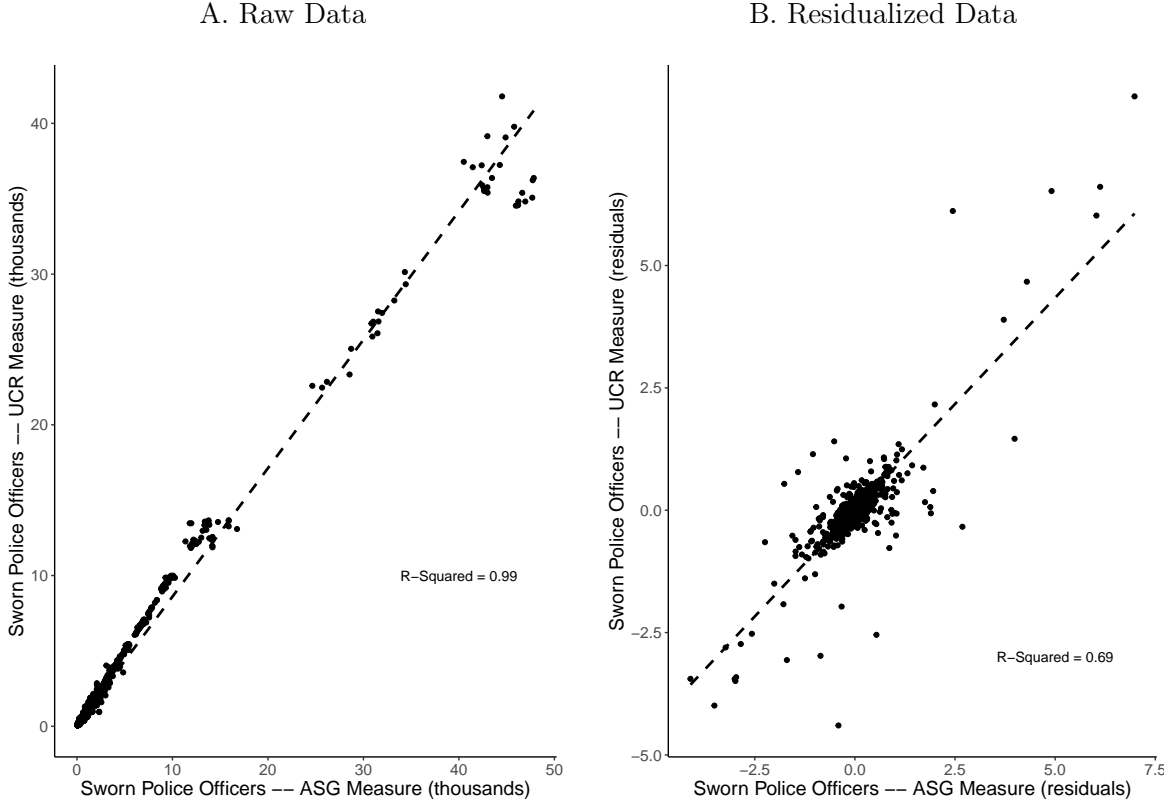 A. Raw Data
Sworn Police Officers −− UCR Measure (thousands)
40
30
20
10
0
R−Squared = 0.99
0 10 20 30 40 50
Sworn Police Officers −− ASG Measure (thousands)
B. Residualized Data
Sworn Police Officers −− UCR Measure (residuals)
5.0
2.5
0.0
−2.5
−5.0
R−Squared = 0.69
−2.5 0.0 2.5 5.0 7.5
Sworn Police Officers −− ASG Measure (residuals)